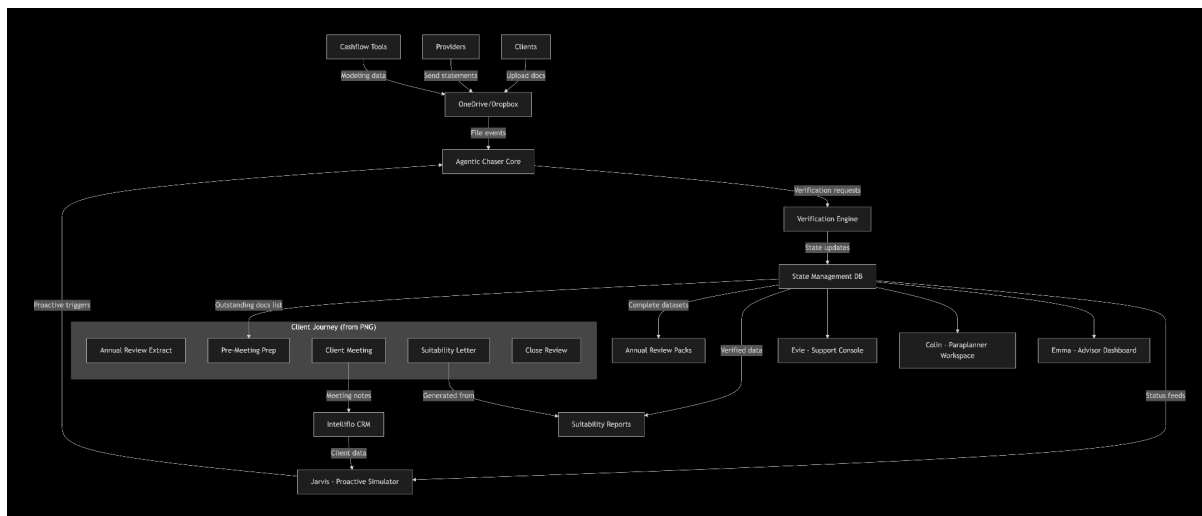 Cashflow Tools
Providers
Clients
Modeling data
Send statements
Upload docs
OneDrive/Dropbox
File events
Agentic Chaser Core
Verification requests
Verification Engine
State updates
State Management DB
Proactive triggers
Outstanding docs list
Complete datasets
Client Journey (from PNG)
Annual Review Extract
Pre-Meeting Prep
Client Meeting
Suitability Letter
Close Review
Annual Review Packs
Verified data
Evie - Support Console
Colin - Paraplanner
Workspace
Emma - Advisor Dashboard
Meeting notes
Generated from
Status feeds
Intelliflo CRM
Suitability Reports
Client data
Jarvis - Proactive Simulator